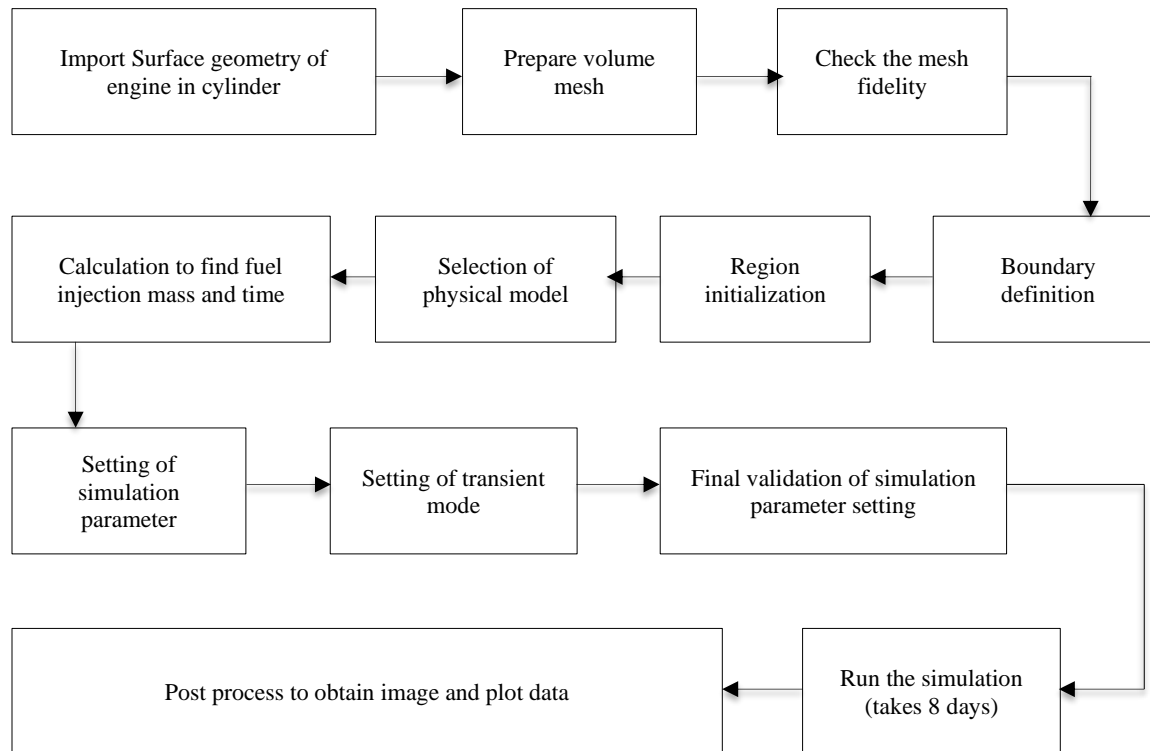 Import Surface geometry of
engine in cylinder
Prepare volume
mesh
Check the mesh
fidelity
Boundary
definition
Region
initialization
Selection of
physical model
Calculation to find fuel
injection mass and time
Setting of
simulation
parameter
Setting of transient
mode
Final validation of simulation
parameter setting
Run the simulation
(takes 8 days)
Post process to obtain image and plot data